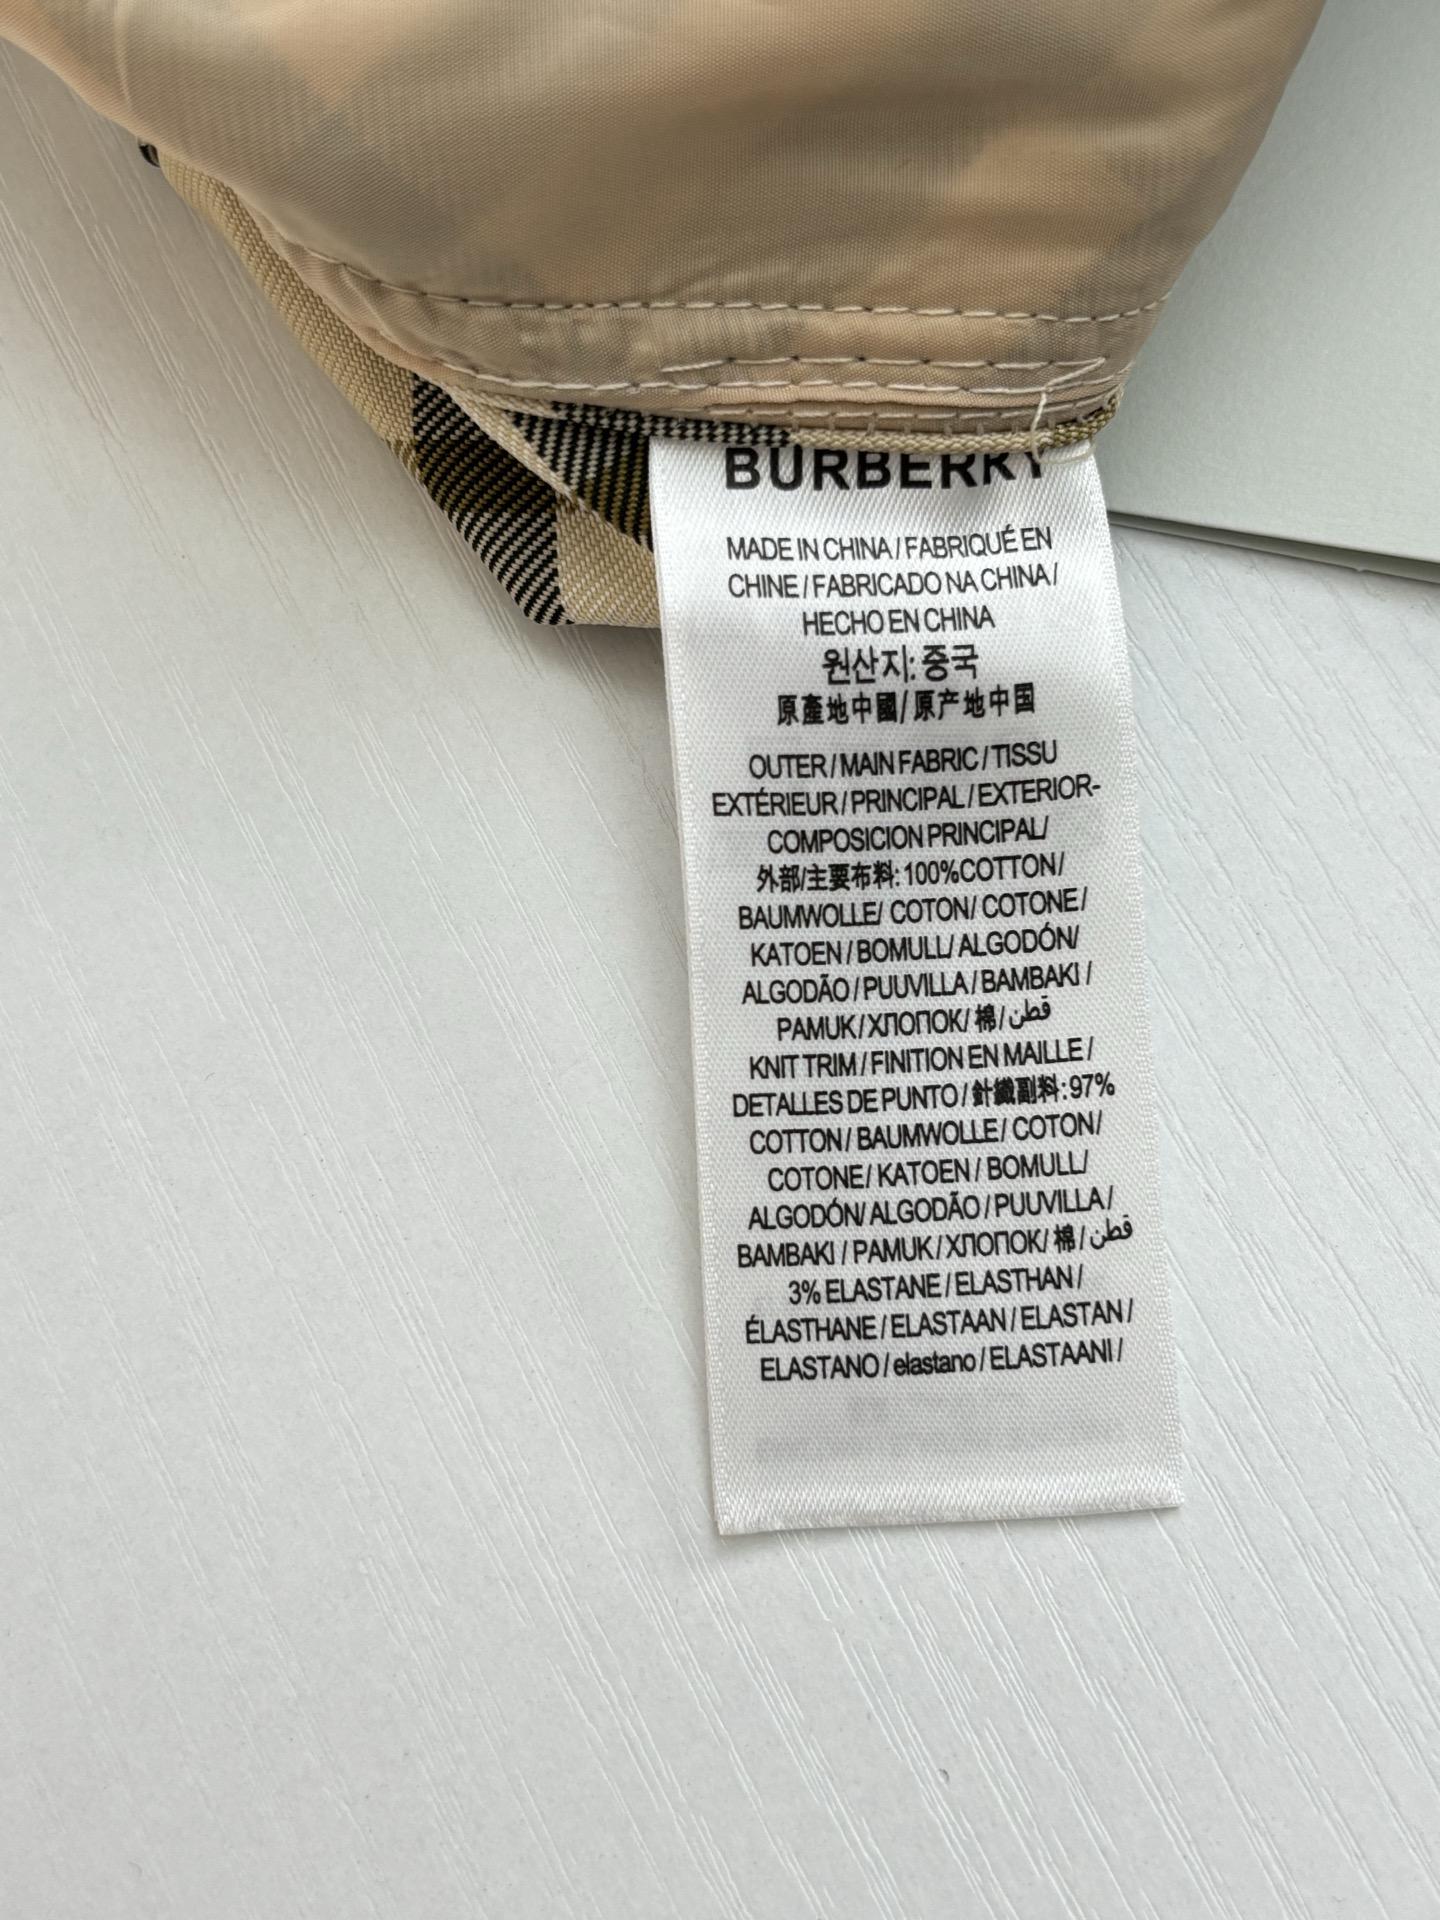 BURBERRY
MADE IN CHINA / FABRIQUÉ EN
CHINE / FABRICADO NA CHINA /
HECHO EN CHINA
원산지: 중국
原產地中國/ 原产地中国
OUTER / MAIN FABRIC / TISSU
EXTÉRIEUR / PRINCIPAL / EXTERIOR-
COMPOSICION PRINCIPAL/
外部/主要布料: 100%COTTON /
BAUMWOLLE/ COTON/ COTONE /
KATOEN / BOMULL/ ALGODÓN/
ALGODÃO / PUUVILLA / BAMBAKI /
PAMUK / ХЛОПОК/ 棉 / قطن
KNIT TRIM / FINITION EN MAILLE /
DETALLES DE PUNTO / 針織副料: 97%
COTTON / BAUMWOLLE / COTON /
COTONE/ KATOEN / BOMULL/
ALGODÓN/ ALGODÃO / PUUVILLA /
BAMBAKI / PAMUK / ХЛОПОК/ 棉 / قطن
3% ELASTANE / ELASTHAN /
ÉLASTHANE / ELASTAAN / ELASTAN /
ELASTANO / elastano / ELASTAANI /